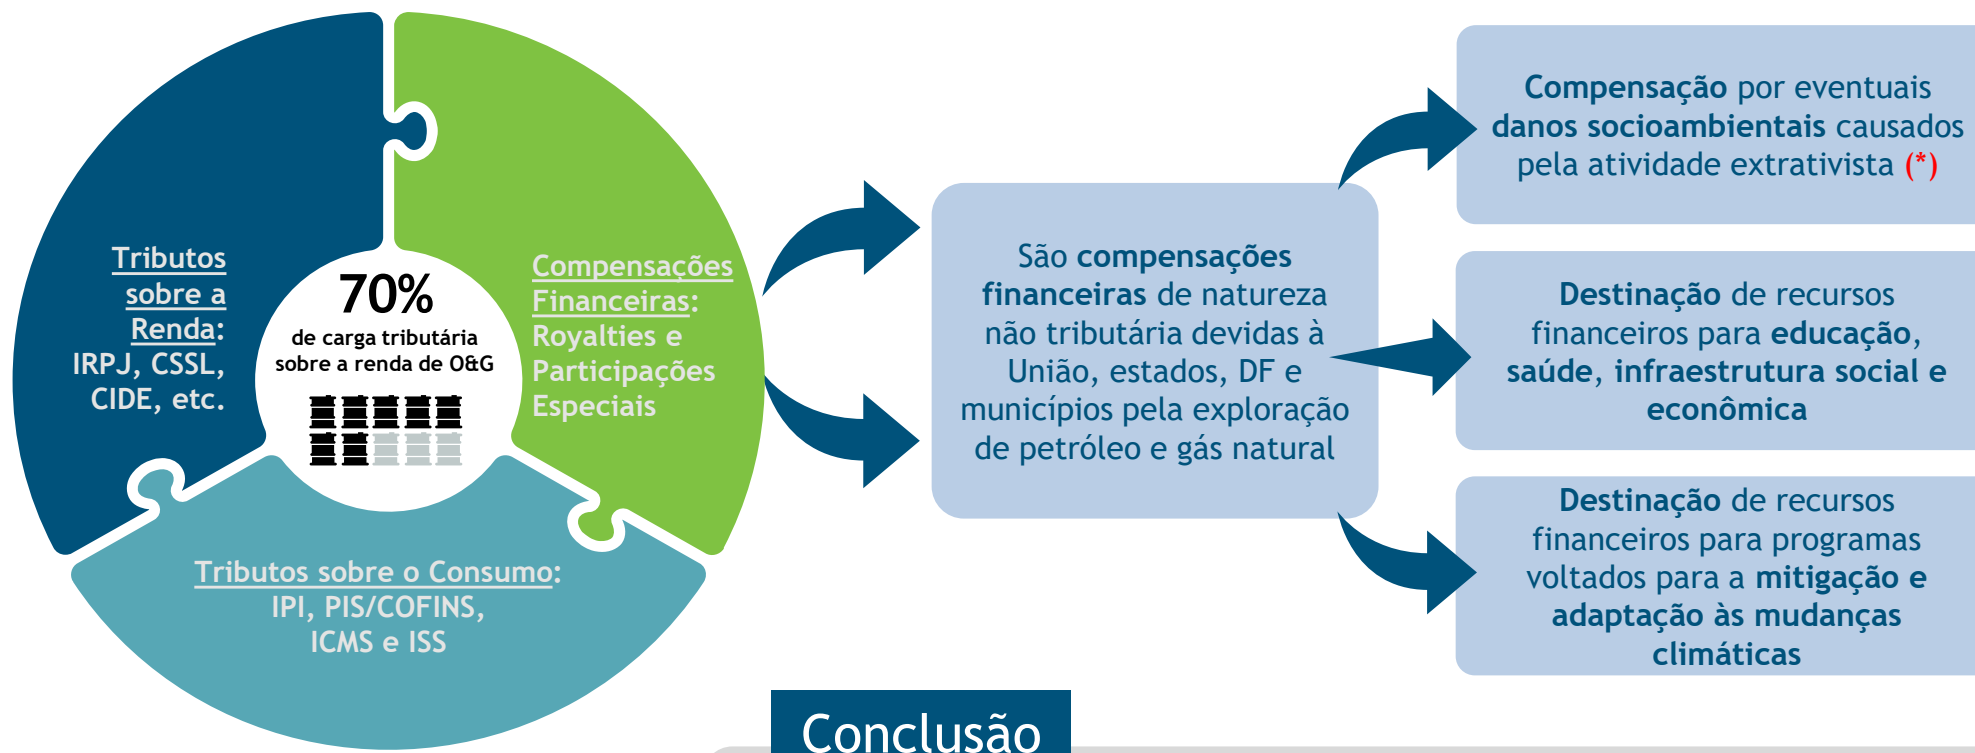 Tributos
sobre a
Renda:
IRPJ, CSSL,
CIDE, etc.
70%
de carga tributária
sobre a renda de O&G
Compensações
Financeiras:
Royalties e
Participações
Especiais
Tributos sobre o Consumo:
IPI, PIS/COFINS,
ICMS e ISS
São compensações
financeiras de natureza
não tributária devidas à
União, estados, DF e
municípios pela exploração
de petróleo e gás natural
Compensação por eventuais
danos socioambientais causados
pela atividade extrativista (*)
Destinação de recursos
financeiros para educação,
saúde, infraestrutura social e
econômica
Destinação de recursos
financeiros para programas
voltados para a mitigação e
adaptação às mudanças
climáticas
Conclusão